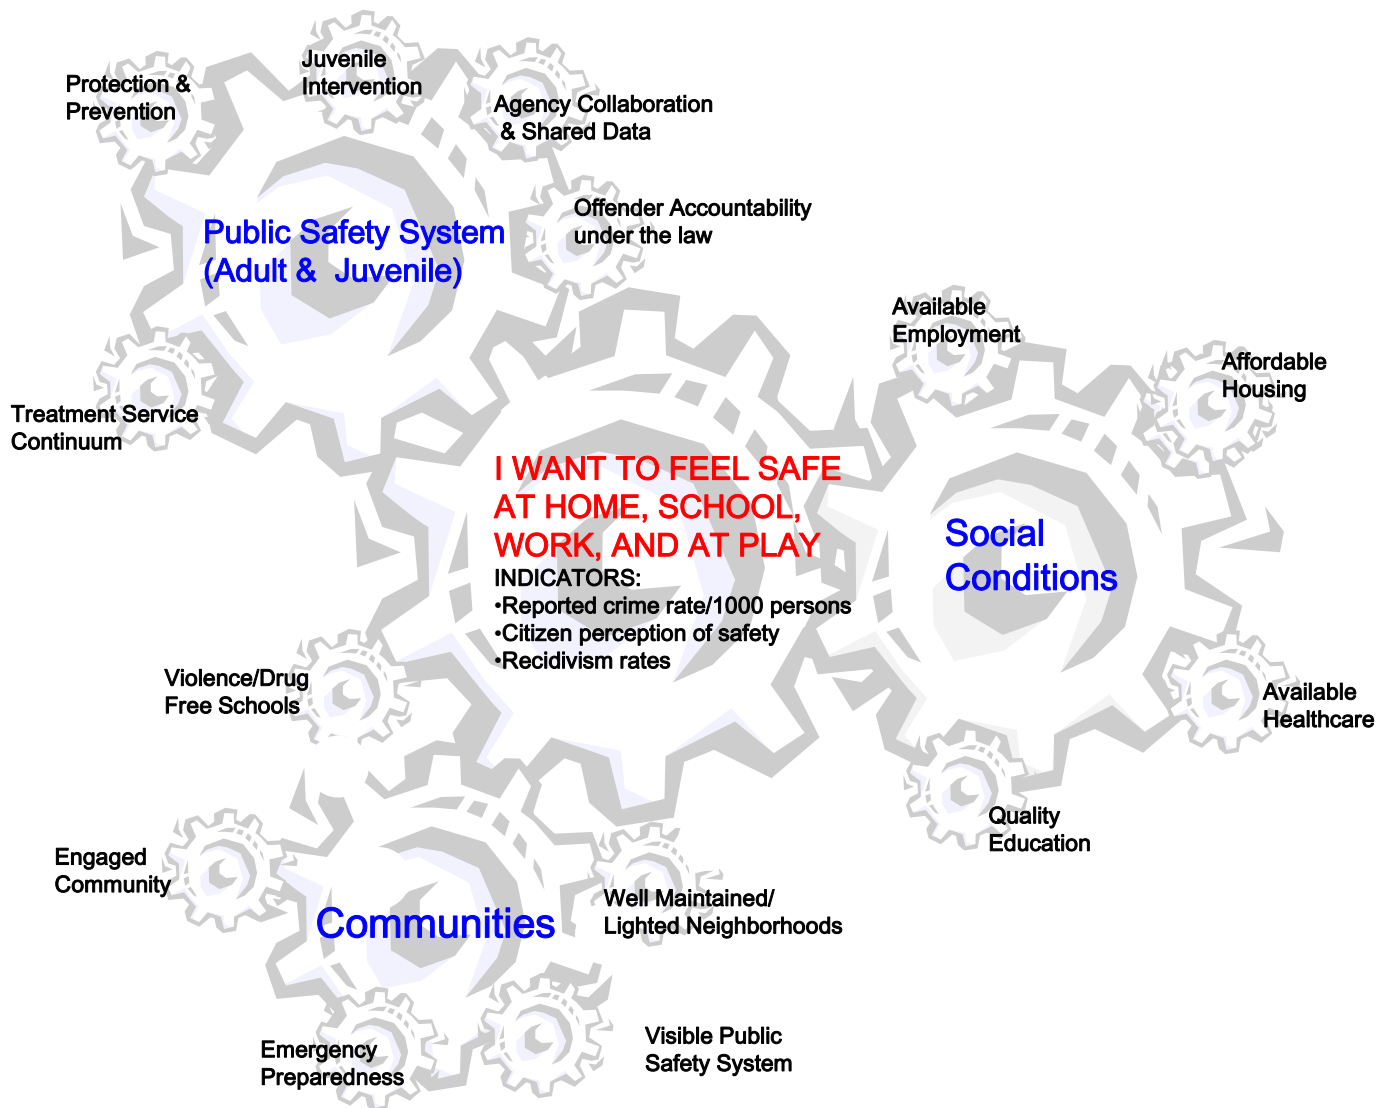 Juvenile
Intervention
Protection &
Prevention
Agency Collaboration
& Shared Data
Offender Accountability
under the law
Public Safety System
(Adult &  Juvenile)
Treatment Service
Continuum
Available
Employment
Affordable
Housing
I WANT TO FEEL SAFE
AT HOME, SCHOOL,
WORK, AND AT PLAY
INDICATORS:
•Reported crime rate/1000 persons
•Citizen perception of safety
•Recidivism rates
Social
Conditions
Available
Healthcare
Quality
Education
Violence/Drug
Free Schools
Engaged
Community
Communities
Well Maintained/
Lighted Neighborhoods
Emergency
Preparedness
Visible Public
Safety System